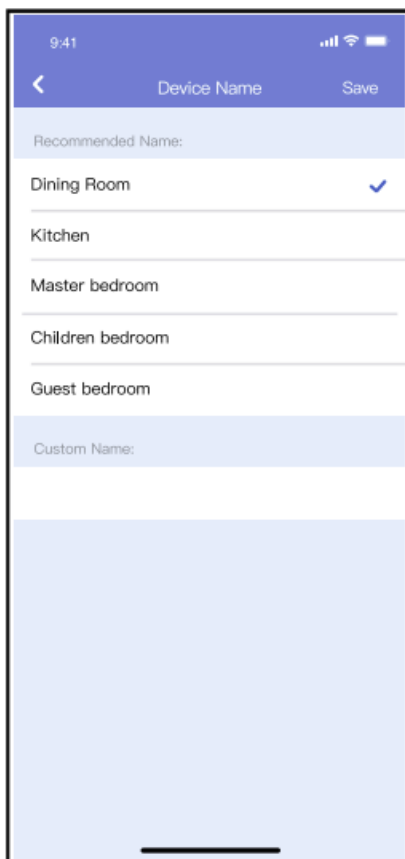 9:41
Device Name Save
Recommended Name:
Dining Room
Kitchen
Master bedroom
Children bedroom
Guest bedroom
Custom Name: